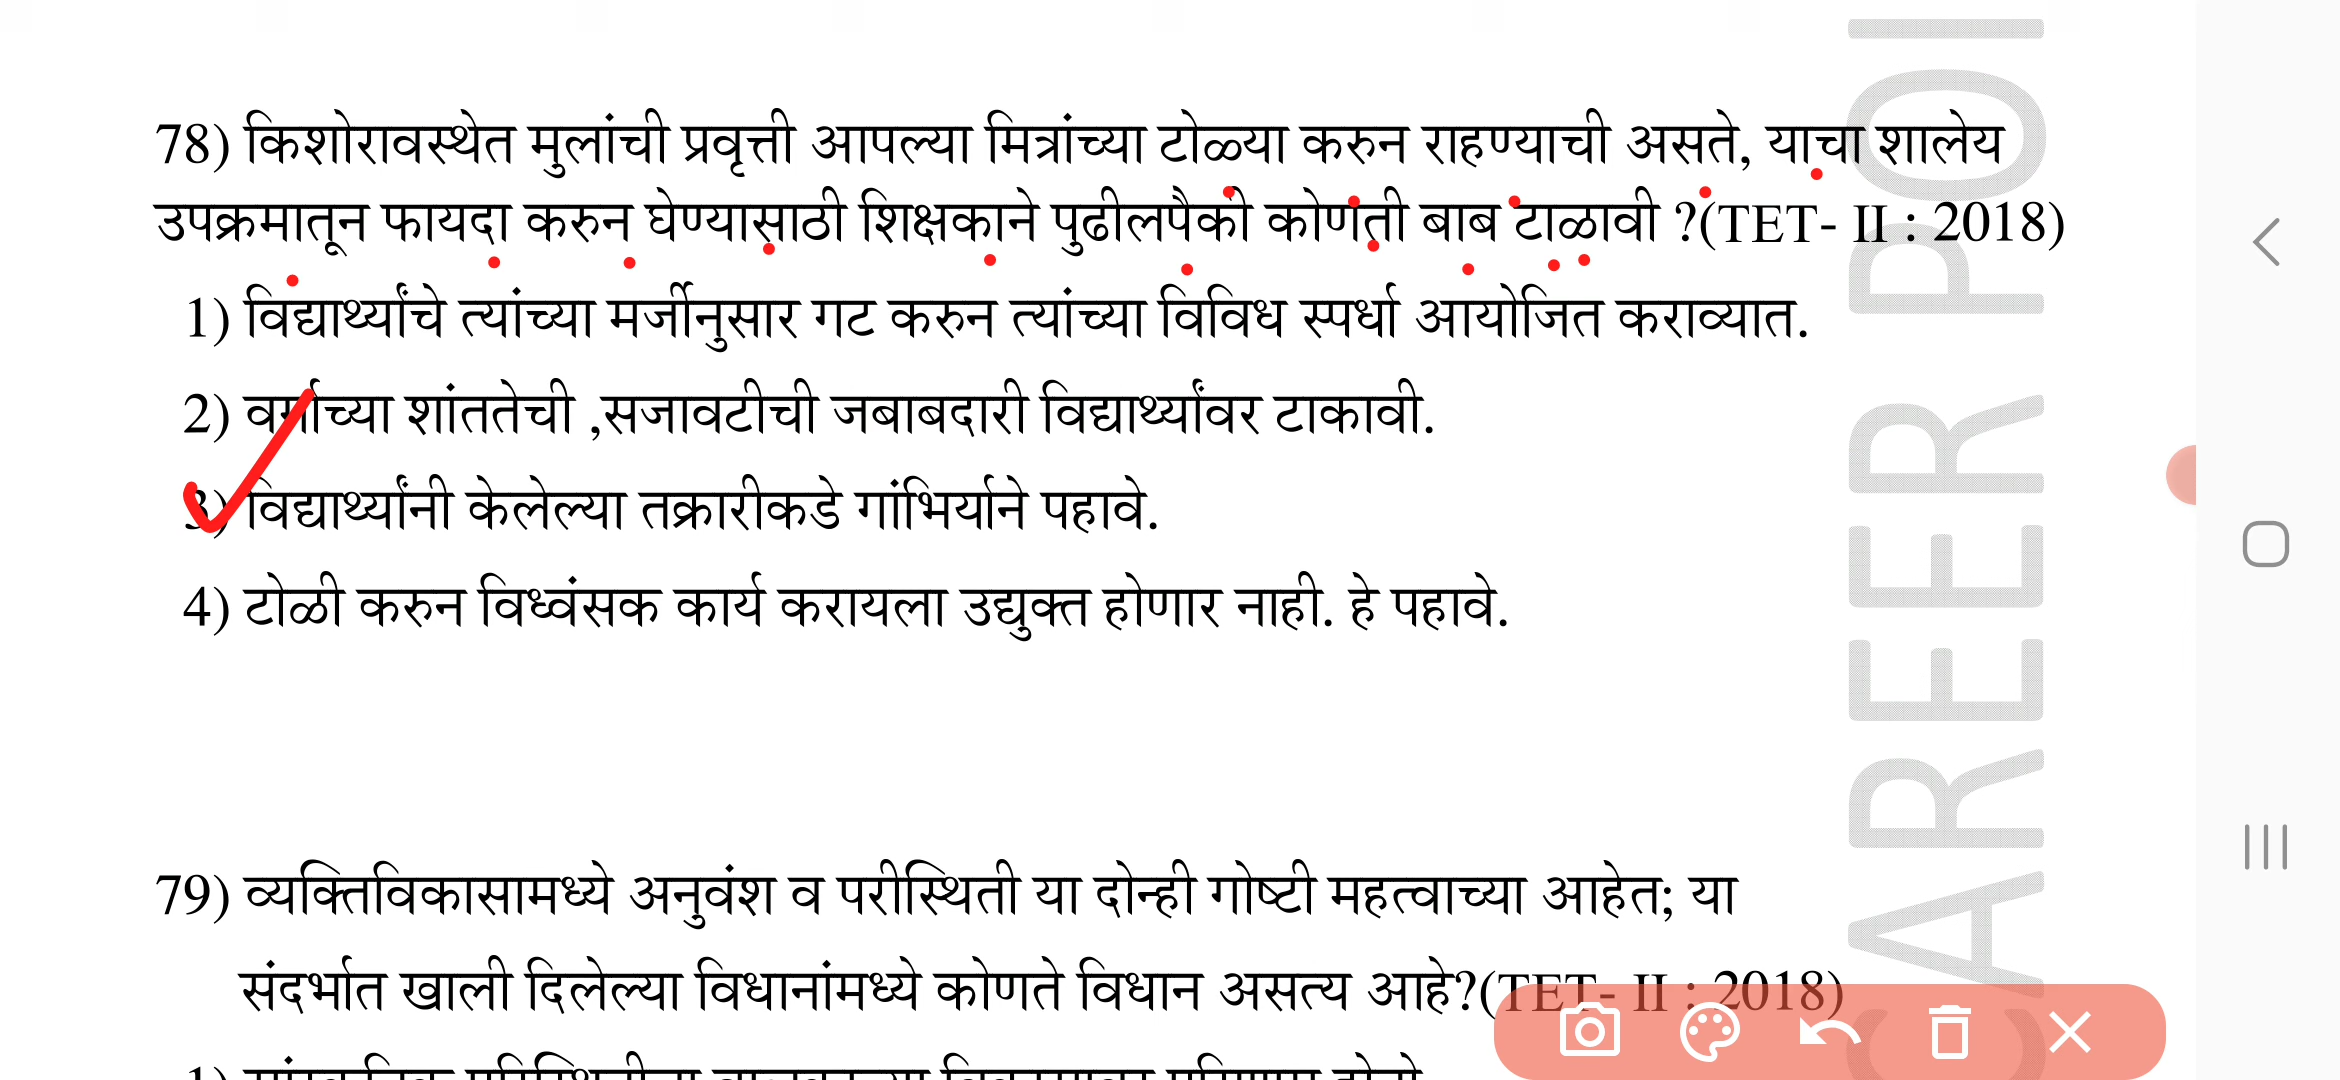 78) किशोरावस्थेत मुलांची प्रवृत्ती आपल्या मित्रांच्या टोळ्या करुन राहण्याची असते, याचा शालेय
उपक्रमातून फायदा करुन घेण्यासाठी शिक्षकाने पुढीलपैकी कोणती बाब टाळावी ?(TET- II : 2018)
1) विद्यार्थ्यांचे त्यांच्या मर्जीनुसार गट करुन त्यांच्या विविध स्पर्धा आयोजित कराव्यात.
2) वर्गाच्या शांततेची ,सजावटीची जबाबदारी विद्यार्थ्यांवर टाकावी.
3) विद्यार्थ्यांनी केलेल्या तक्रारीकडे गांभिर्याने पहावे.
4) टोळी करुन विध्वंसक कार्य करायला उद्युक्त होणार नाही. हे पहावे.
79) व्यक्तिविकासामध्ये अनुवंश व परीस्थिती या दोन्ही गोष्टी महत्वाच्या आहेत; या
संदर्भात खाली दिलेल्या विधानांमध्ये कोणते विधान असत्य आहे?(TET- II : 2018)
CAREER